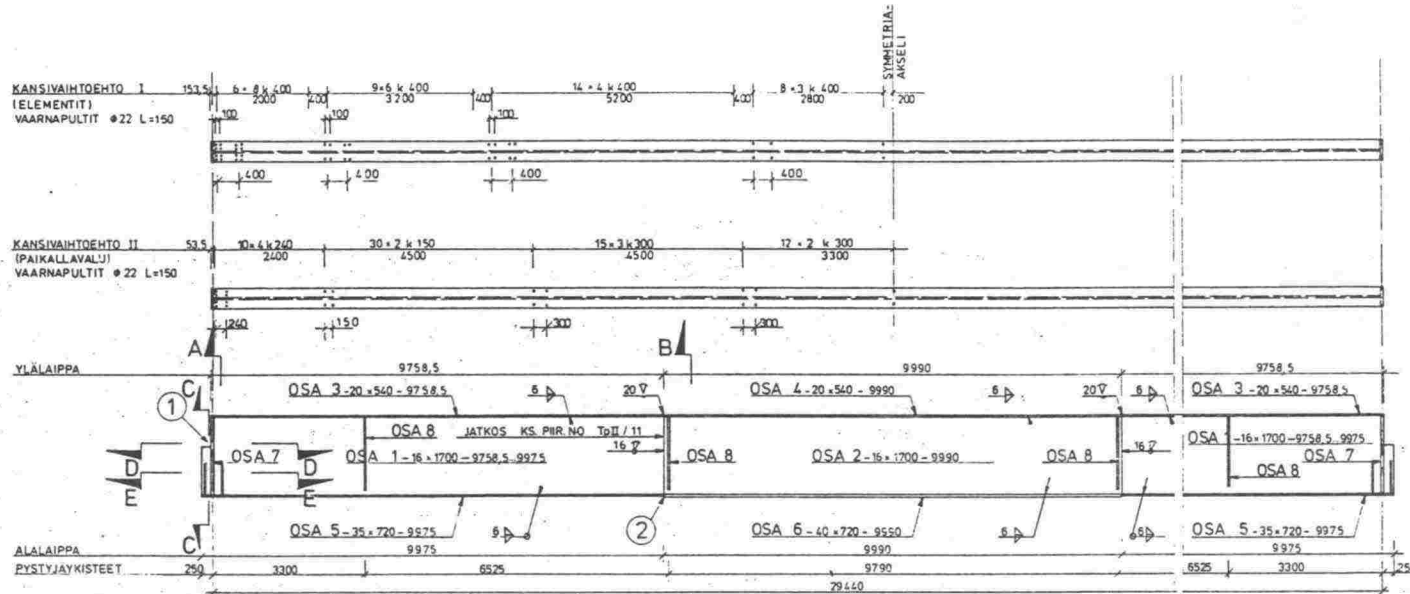 SYMMETRIA-
AKSELI
KANSIVAIHTOEHTO I 153,5 6 × 8 k 400 9×6 k 400 14 × 4 k 400 8 × 3 k 400
(ELEMENTIT) 2000 400 3200 400 5200 400 2800 200
VAARNAPULTIT ø22 L=150 100 100 100
400 400 400 400
KANSIVAIHTOEHTO II 53,5 10×4 k 240 30×2 k 150 15×3 k 300 12 × 2 k 300
(PAIKALLAVALU) 2400 4500 4500 3300
VAARNAPULTIT ø22 L=150
240 150 300 300
A B
YLÄLAIPPA 9758,5 9990 9758,5
C OSA 3 -20×540-9758,5 6 20 OSA 4 -20×540-9990 6 20 6 OSA 3 -20×540-9758,5
1
OSA 8 JATKOS KS. PIIR. NO TpII/11
16 16 OSA 1 -16×1700-9758,5..9975
D D OSA 7 OSA 1 -16×1700-9758,5..9975 OSA 8 OSA 2 -16×1700-9990 OSA 8 OSA 7
E E OSA 8
C OSA 5 -35×720-9975 6 2 OSA 6 -40×720-9990 6 6 OSA 5 -35×720-9975
ALALAIPPA 9975 9990 9975
PYSTYJÄYKISTEET 250 3300 6525 9790 6525 3300 25
29440